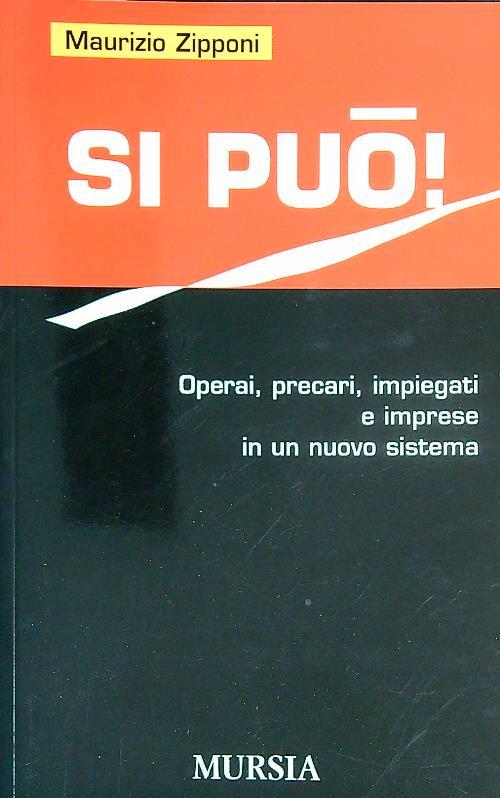 Maurizio Zipponi
SI PUŌ!
Operai, precari, impiegati
e imprese
in un nuovo sistema
MURSIA